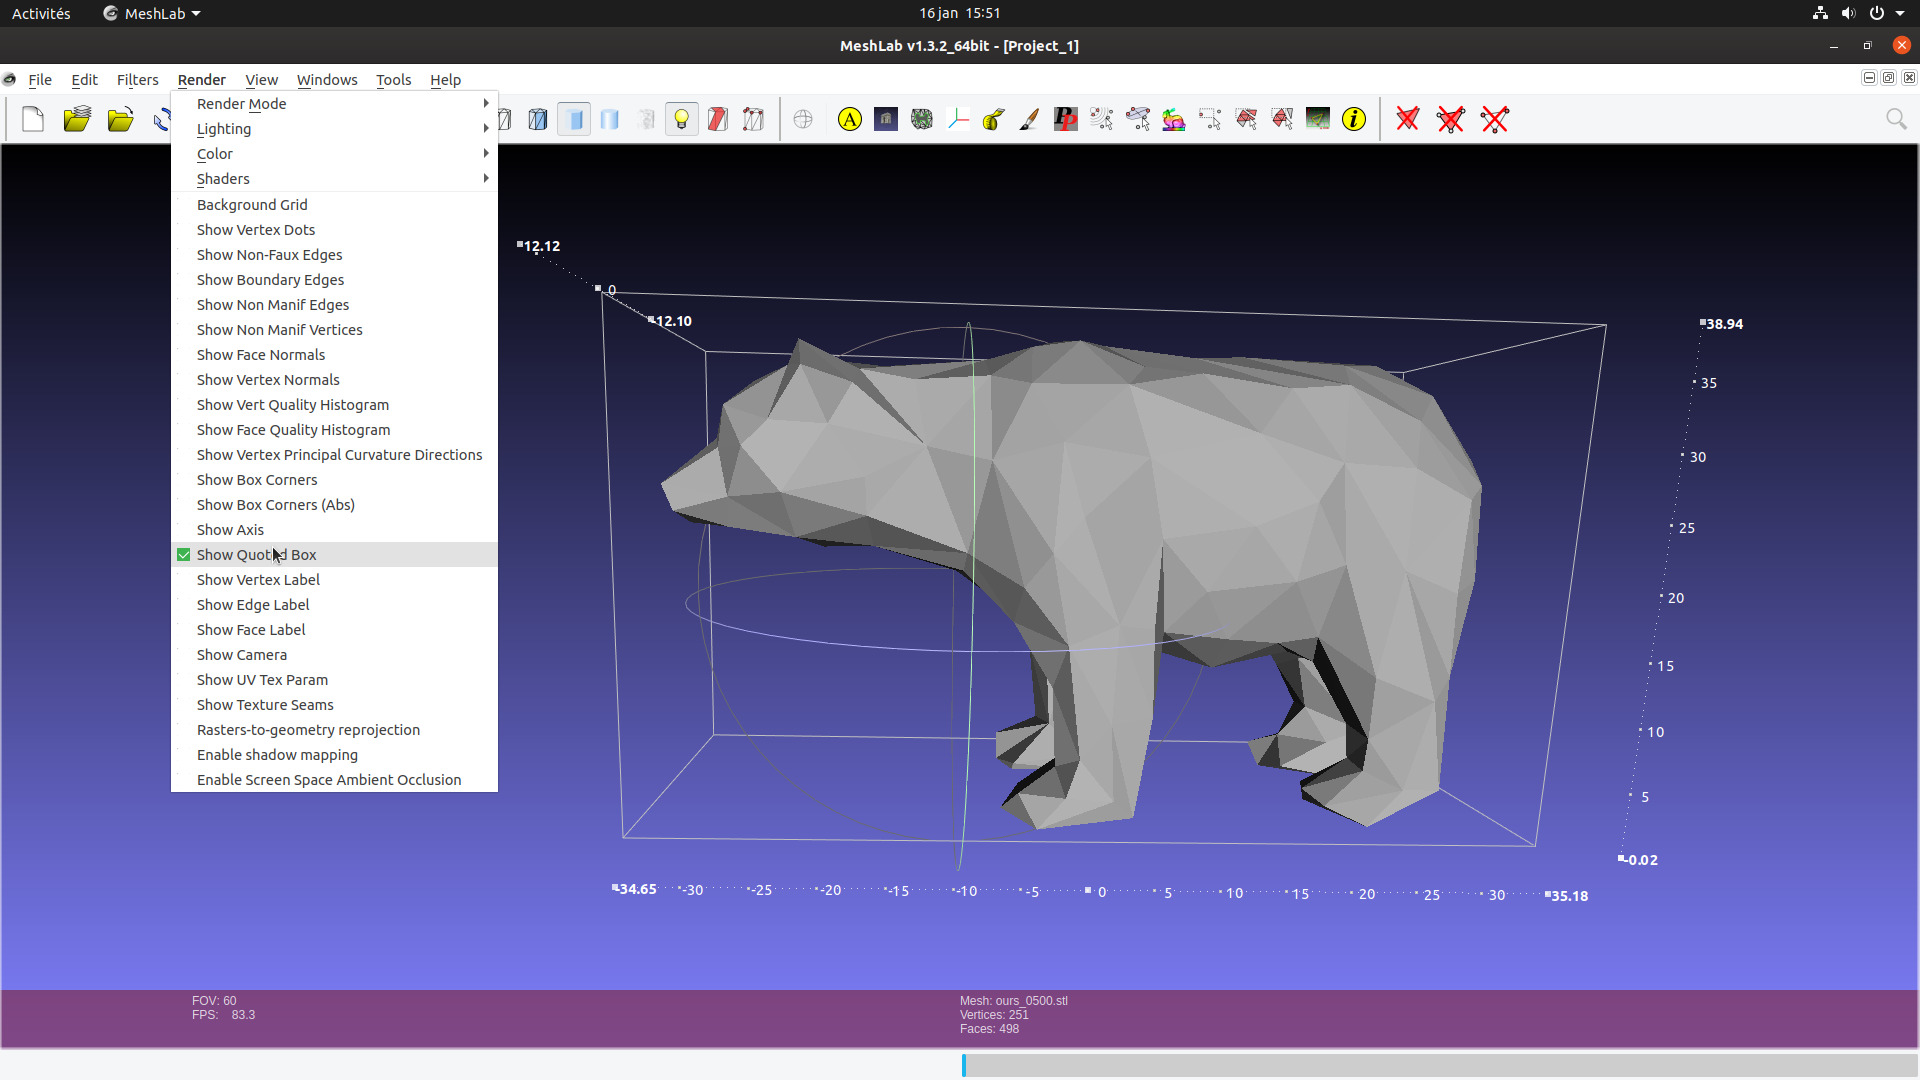 Activités MeshLab 16 jan 15:51
MeshLab v1.3.2_64bit - [Project_1]
File Edit Filters Render View Windows Tools Help
Render Mode
Lighting
Color
Shaders
Background Grid
Show Vertex Dots
Show Non-Faux Edges
Show Boundary Edges
Show Non Manif Edges
Show Non Manif Vertices
Show Face Normals
Show Vertex Normals
Show Vert Quality Histogram
Show Face Quality Histogram
Show Vertex Principal Curvature Directions
Show Box Corners
Show Box Corners (Abs)
Show Axis
Show Quoted Box
Show Vertex Label
Show Edge Label
Show Face Label
Show Camera
Show UV Tex Param
Show Texture Seams
Rasters-to-geometry reprojection
Enable shadow mapping
Enable Screen Space Ambient Occlusion
A
i
12.12
0
-12.10
38.94
35
30
25
20
15
10
5
-0.02
-34.65 -30 -25 -20 -15 -10 -5 0 5 10 15 20 25 30 35.18
FOV: 60
FPS: 83.3
Mesh: ours_0500.stl
Vertices: 251
Faces: 498